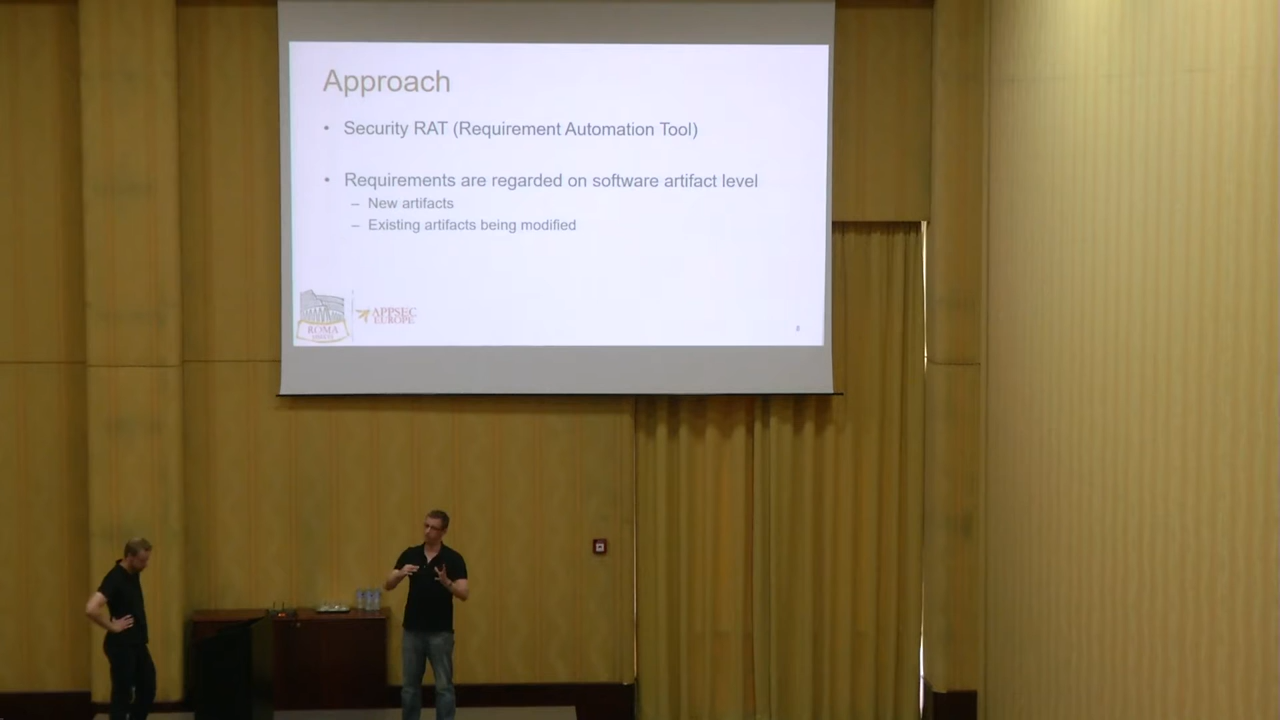 Approach
• Security RAT (Requirement Automation Tool)
• Requirements are regarded on software artifact level
– New artifacts
– Existing artifacts being modified
ROMA
APPSEC
EUROPE
8